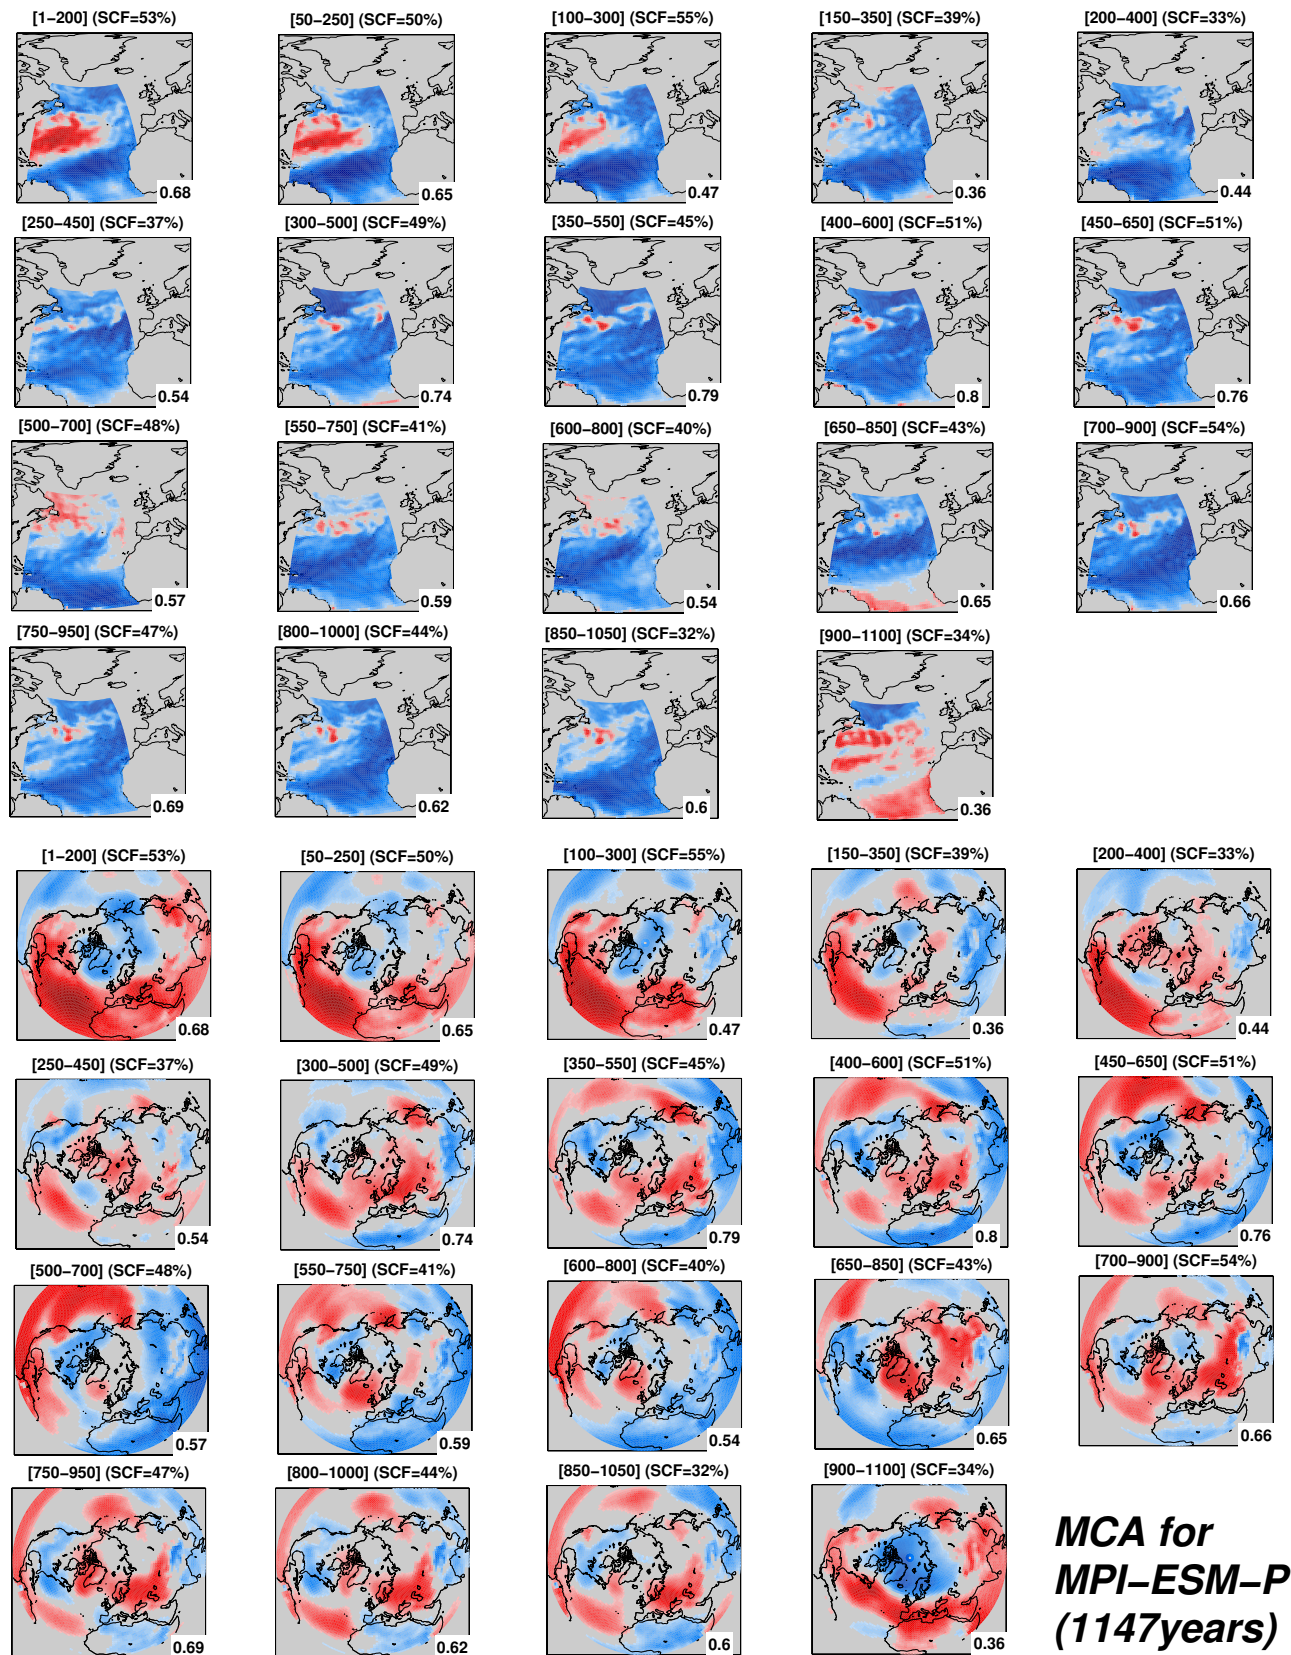 [1−200] (SCF=53%)
[50−250] (SCF=50%)
[100−300] (SCF=55%)
[150−350] (SCF=39%)
[200−400] (SCF=33%)
0.68
0.65
0.47
0.36
0.44
[250−450] (SCF=37%)
[300−500] (SCF=49%)
[350−550] (SCF=45%)
[400−600] (SCF=51%)
[450−650] (SCF=51%)
0.54
0.74
0.79
0.8
0.76
[500−700] (SCF=48%)
[550−750] (SCF=41%)
[600−800] (SCF=40%)
[650−850] (SCF=43%)
[700−900] (SCF=54%)
0.57
0.59
0.54
0.65
0.66
[750−950] (SCF=47%)
[800−1000] (SCF=44%)
[850−1050] (SCF=32%)
[900−1100] (SCF=34%)
0.69
0.62
0.6
0.36
[1−200] (SCF=53%)
[50−250] (SCF=50%)
[100−300] (SCF=55%)
[150−350] (SCF=39%)
[200−400] (SCF=33%)
0.68
0.65
0.47
0.36
0.44
[250−450] (SCF=37%)
[300−500] (SCF=49%)
[350−550] (SCF=45%)
[400−600] (SCF=51%)
[450−650] (SCF=51%)
0.54
0.74
0.79
0.8
0.76
[500−700] (SCF=48%)
[550−750] (SCF=41%)
[600−800] (SCF=40%)
[650−850] (SCF=43%)
[700−900] (SCF=54%)
0.57
0.59
0.54
0.65
0.66
[750−950] (SCF=47%)
[800−1000] (SCF=44%)
[850−1050] (SCF=32%)
[900−1100] (SCF=34%)
0.69
0.62
0.6
0.36
MCA for
MPI−ESM−P
(1147years)